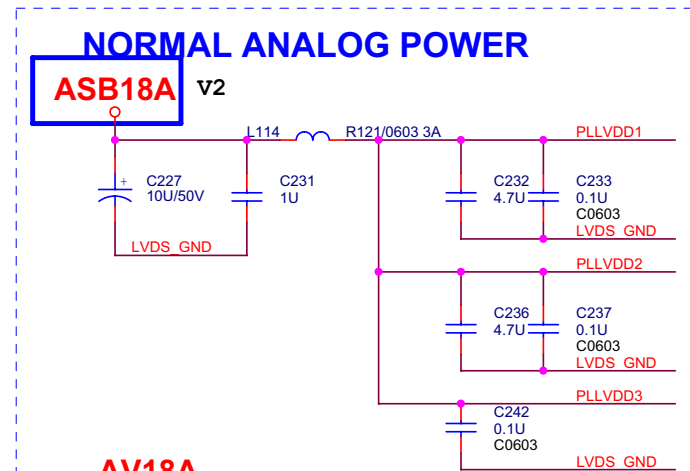 NORMAL ANALOG POWER
ASB18A
V2
L114
R121/0603 3A
PLLVDD1
+
C227
10U/50V
C231
1U
C232
4.7U
C233
0.1U
C0603
LVDS_GND
LVDS_GND
PLLVDD2
C236
4.7U
C237
0.1U
C0603
LVDS_GND
PLLVDD3
C242
0.1U
C0603
LVDS_GND
AV18A